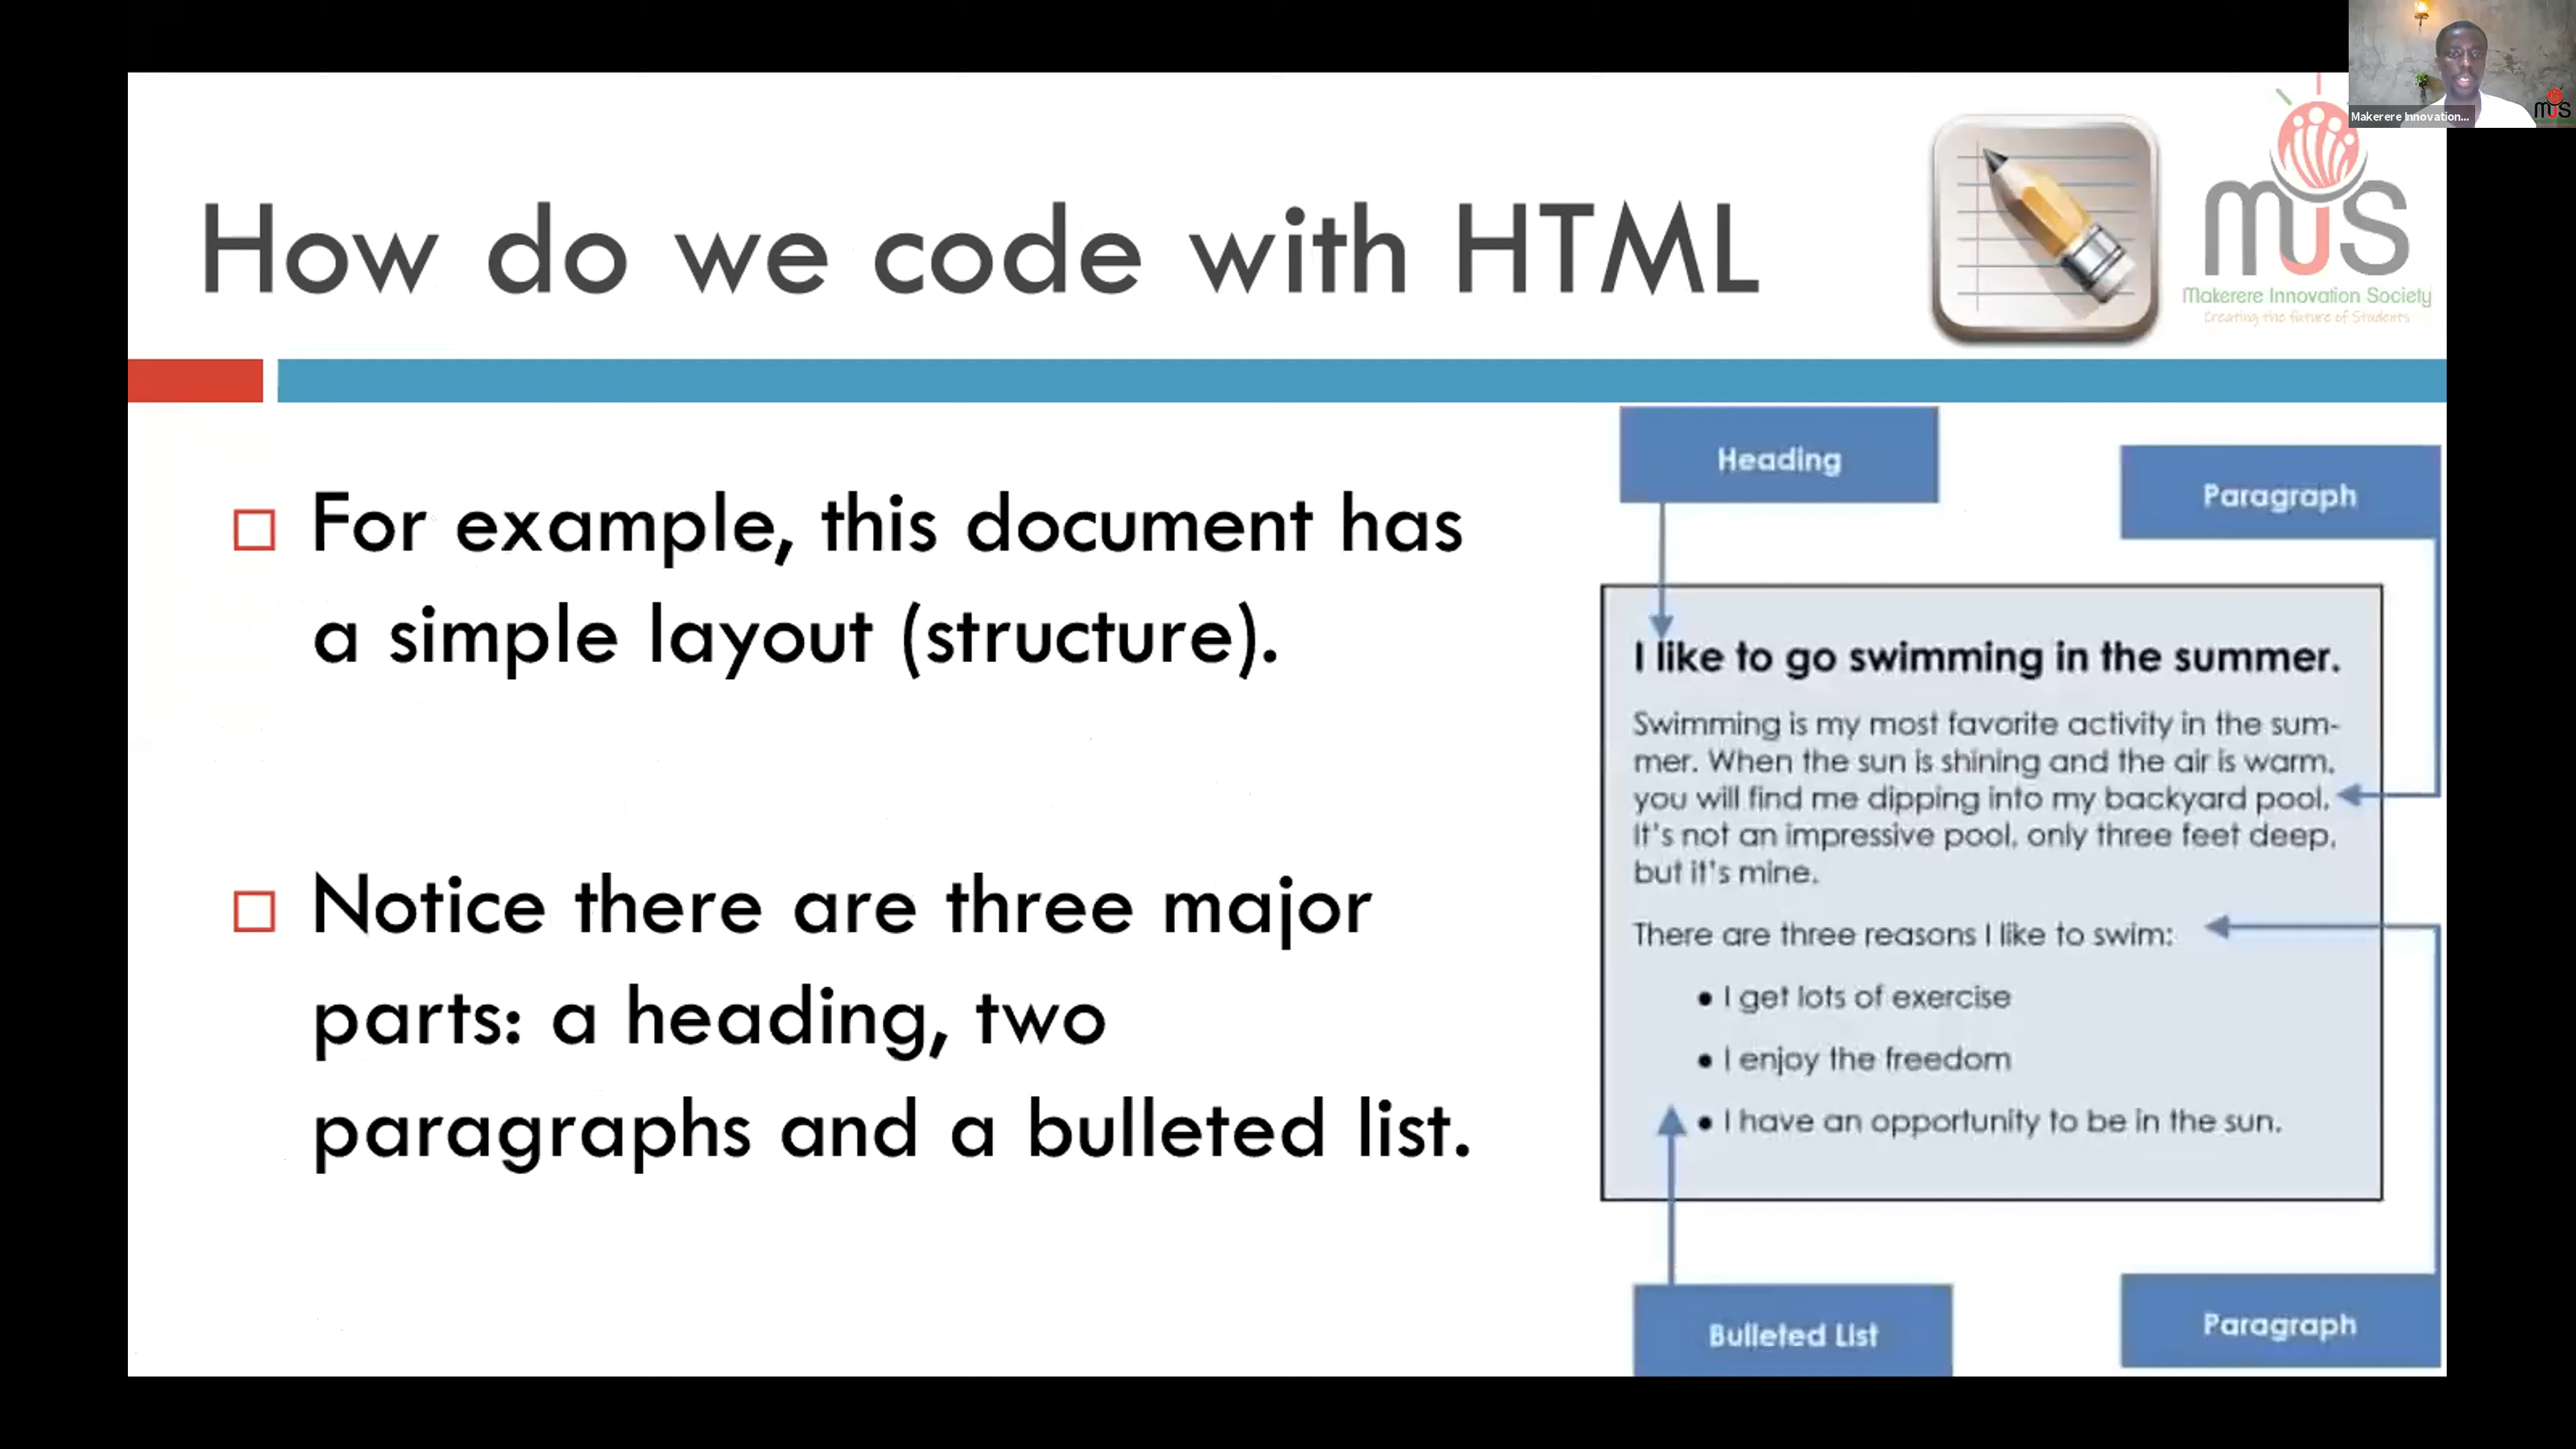 Makerere Innovation...
mis
How do we code with HTML
mis
Makerere Innovation Society
Creating the future of Students
For example, this document has
a simple layout (structure).
Notice there are three major
parts: a heading, two
paragraphs and a bulleted list.
Heading
Paragraph
I like to go swimming in the summer.
Swimming is my most favorite activity in the sum-
mer. When the sun is shining and the air is warm,
you will find me dipping into my backyard pool.
It's not an impressive pool, only three feet deep,
but it's mine.
There are three reasons I like to swim:
• I get lots of exercise
• I enjoy the freedom
• I have an opportunity to be in the sun.
Bulleted List
Paragraph